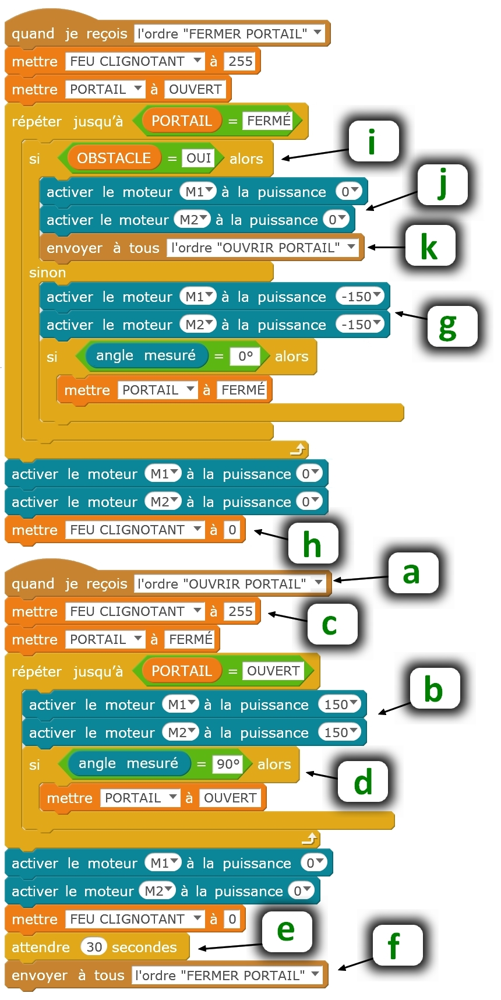 quand je reçois l'ordre "FERMER PORTAIL"
mettre FEU CLIGNOTANT à 255
mettre PORTAIL à OUVERT
répéter jusqu'à PORTAIL = FERMÉ
si OBSTACLE = OUI alors
i
activer le moteur M1 à la puissance 0
j
activer le moteur M2 à la puissance 0
envoyer à tous l'ordre "OUVRIR PORTAIL"
k
sinon
activer le moteur M1 à la puissance -150
activer le moteur M2 à la puissance -150
g
si angle mesuré = 0° alors
mettre PORTAIL à FERMÉ
activer le moteur M1 à la puissance 0
activer le moteur M2 à la puissance 0
mettre FEU CLIGNOTANT à 0
h
quand je reçois l'ordre "OUVRIR PORTAIL"
a
mettre FEU CLIGNOTANT à 255
c
mettre PORTAIL à FERMÉ
répéter jusqu'à PORTAIL = OUVERT
activer le moteur M1 à la puissance 150
b
activer le moteur M2 à la puissance 150
si angle mesuré = 90° alors
d
mettre PORTAIL à OUVERT
activer le moteur M1 à la puissance 0
activer le moteur M2 à la puissance 0
mettre FEU CLIGNOTANT à 0
e
attendre 30 secondes
f
envoyer à tous l'ordre "FERMER PORTAIL"